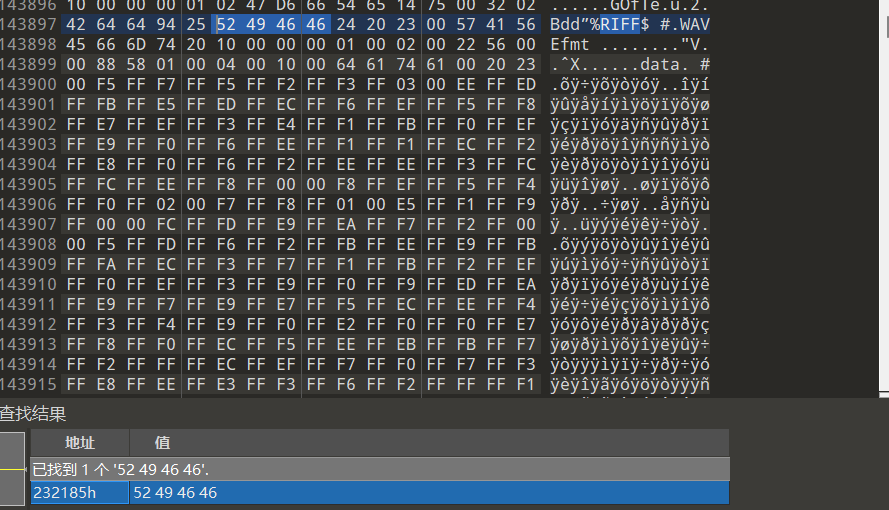 143896 10 00 00 00 01 02 47 D6 66 54 65 14 75 00 32 02 ......GÖfTe.u.2.
143897 42 64 64 94 25 52 49 46 46 24 20 23 00 57 41 56 Bdd”%RIFF$ #.WAV
143898 45 66 6D 74 20 10 00 00 00 01 00 02 00 22 56 00 Efmt ........"V.
143899 00 88 58 01 00 04 00 10 00 64 61 74 61 00 20 23 .ˆX......data. #
143900 00 F5 FF F7 FF F5 FF F2 FF F3 FF 03 00 EE FF ED .õÿ÷ÿõÿòÿóÿ..îÿí
143901 FF FB FF E5 FF ED FF EC FF F6 FF EF FF F5 FF F8 ÿûÿåÿíÿìÿöÿïÿõÿø
143902 FF E7 FF EF FF F3 FF E4 FF F1 FF FB FF F0 FF EF ÿçÿïÿóÿäÿñÿûÿðÿï
143903 FF E9 FF F0 FF F6 FF EE FF F1 FF F1 FF EC FF F2 ÿéÿðÿöÿîÿñÿñÿìÿò
143904 FF E8 FF F0 FF F6 FF F2 FF EE FF EE FF F3 FF FC ÿèÿðÿöÿòÿîÿîÿóÿü
143905 FF FC FF EE FF F8 FF 00 00 F8 FF EF FF F5 FF F4 ÿüÿîÿøÿ..øÿïÿõÿô
143906 FF F0 FF 02 00 F7 FF F8 FF 01 00 E5 FF F1 FF F9 ÿðÿ..÷ÿøÿ..åÿñÿù
143907 FF 00 00 FC FF FD FF E9 FF EA FF F7 FF F2 FF 00 ÿ..üÿýÿéÿêÿ÷ÿòÿ.
143908 00 F5 FF FD FF F6 FF F2 FF FB FF EE FF E9 FF FB .õÿýÿöÿòÿûÿîÿéÿû
143909 FF FA FF EC FF F3 FF F7 FF F1 FF FB FF F2 FF EF ÿúÿìÿóÿ÷ÿñÿûÿòÿï
143910 FF F0 FF EF FF F3 FF E9 FF F0 FF F9 FF ED FF EA ÿðÿïÿóÿéÿðÿùÿíÿê
143911 FF E9 FF F7 FF E9 FF E7 FF F5 FF EC FF EE FF F4 ÿéÿ÷ÿéÿçÿõÿìÿîÿô
143912 FF F3 FF F4 FF E9 FF F0 FF E2 FF F0 FF F0 FF E7 ÿóÿôÿéÿðÿâÿðÿðÿç
143913 FF F8 FF F0 FF EC FF F5 FF EE FF EB FF FB FF F7 ÿøÿðÿìÿõÿîÿëÿûÿ÷
143914 FF F2 FF FF FF EC FF EF FF F7 FF F0 FF F7 FF F3 ÿòÿÿÿìÿïÿ÷ÿðÿ÷ÿó
143915 FF E8 FF EE FF E3 FF F3 FF F6 FF F2 FF FF FF F1 ÿèÿîÿãÿóÿöÿòÿÿÿñ
查找结果
地址 值
已找到 1 个 '52 49 46 46'.
232185h 52 49 46 46